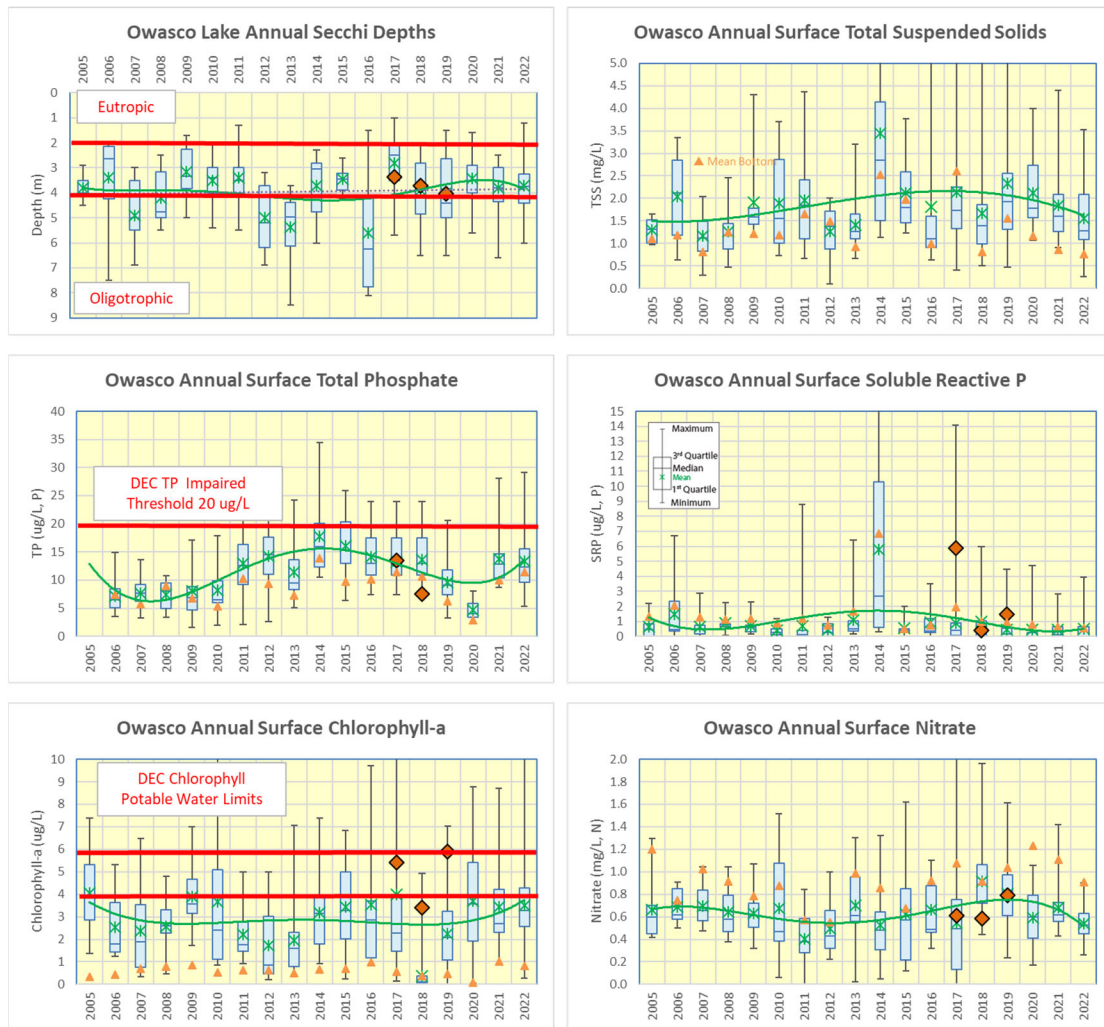 Owasco Lake Annual Secchi Depths
2005 2006 2007 2008 2009 2010 2011 2012 2013 2014 2015 2016 2017 2018 2019 2020 2021 2022
0
1
2
3
4
5
6
7
8
9
Depth (m)
Eutropic
Oligotrophic
Owasco Annual Surface Total Suspended Solids
5.0
4.5
4.0
3.5
3.0
2.5
2.0
1.5
1.0
0.5
0.0
TSS (mg/L)
Mean Bottom
2005 2006 2007 2008 2009 2010 2011 2012 2013 2014 2015 2016 2017 2018 2019 2020 2021 2022
Owasco Annual Surface Total Phosphate
40
35
30
25
20
15
10
5
0
TP (ug/L, P)
DEC TP Impaired
Threshold 20 ug/L
2005 2006 2007 2008 2009 2010 2011 2012 2013 2014 2015 2016 2017 2018 2019 2020 2021 2022
Owasco Annual Surface Soluble Reactive P
15
14
13
12
11
10
9
8
7
6
5
4
3
2
1
0
SRP (ug/L, P)
Maximum
3rd Quartile
Median
Mean
1st Quartile
Minimum
2005 2006 2007 2008 2009 2010 2011 2012 2013 2014 2015 2016 2017 2018 2019 2020 2021 2022
Owasco Annual Surface Chlorophyll-a
10
9
8
7
6
5
4
3
2
1
0
Chlorophyll-a (ug/L)
DEC Chlorophyll
Potable Water Limits
2005 2006 2007 2008 2009 2010 2011 2012 2013 2014 2015 2016 2017 2018 2019 2020 2021 2022
Owasco Annual Surface Nitrate
2.0
1.8
1.6
1.4
1.2
1.0
0.8
0.6
0.4
0.2
0.0
Nitrate (mg/L, N)
2005 2006 2007 2008 2009 2010 2011 2012 2013 2014 2015 2016 2017 2018 2019 2020 2021 2022